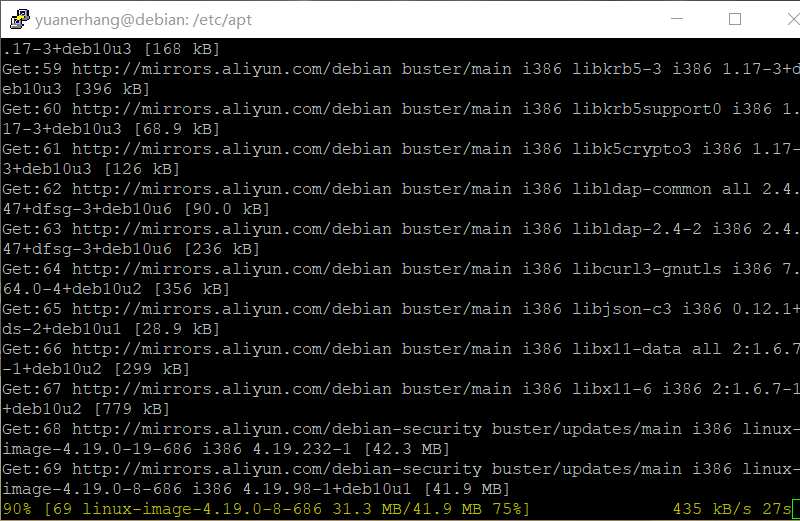 yuanerhang@debian: /etc/apt
.17-3+deb10u3 [168 kB]
Get:59 http://mirrors.aliyun.com/debian buster/main i386 libkrb5-3 i386 1.17-3+d
eb10u3 [396 kB]
Get:60 http://mirrors.aliyun.com/debian buster/main i386 libkrb5support0 i386 1.
17-3+deb10u3 [68.9 kB]
Get:61 http://mirrors.aliyun.com/debian buster/main i386 libk5crypto3 i386 1.17-
3+deb10u3 [126 kB]
Get:62 http://mirrors.aliyun.com/debian buster/main i386 libldap-common all 2.4.
47+dfsg-3+deb10u6 [90.0 kB]
Get:63 http://mirrors.aliyun.com/debian buster/main i386 libldap-2.4-2 i386 2.4.
47+dfsg-3+deb10u6 [236 kB]
Get:64 http://mirrors.aliyun.com/debian buster/main i386 libcurl3-gnutls i386 7.
64.0-4+deb10u2 [356 kB]
Get:65 http://mirrors.aliyun.com/debian buster/main i386 libjson-c3 i386 0.12.1+
ds-2+deb10u1 [28.9 kB]
Get:66 http://mirrors.aliyun.com/debian buster/main i386 libx11-data all 2:1.6.7
-1+deb10u2 [299 kB]
Get:67 http://mirrors.aliyun.com/debian buster/main i386 libx11-6 i386 2:1.6.7-1
+deb10u2 [779 kB]
Get:68 http://mirrors.aliyun.com/debian-security buster/updates/main i386 linux-
image-4.19.0-19-686 i386 4.19.232-1 [42.3 MB]
Get:69 http://mirrors.aliyun.com/debian-security buster/updates/main i386 linux-
image-4.19.0-8-686 i386 4.19.98-1+deb10u1 [41.9 MB]
90% [69 linux-image-4.19.0-8-686 31.3 MB/41.9 MB 75%] 435 kB/s 27s